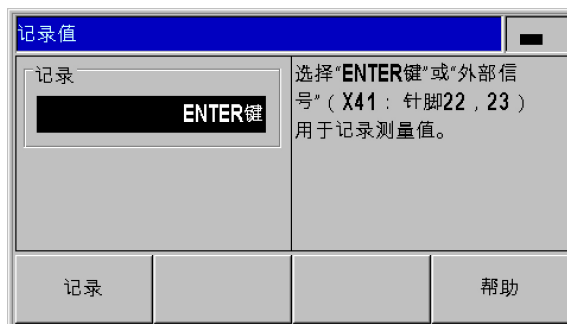 记录值
记录
ENTER键
选择“ENTER键”或“外部信
号”（X41：针脚22，23）
用于记录测量值。
记录
帮助